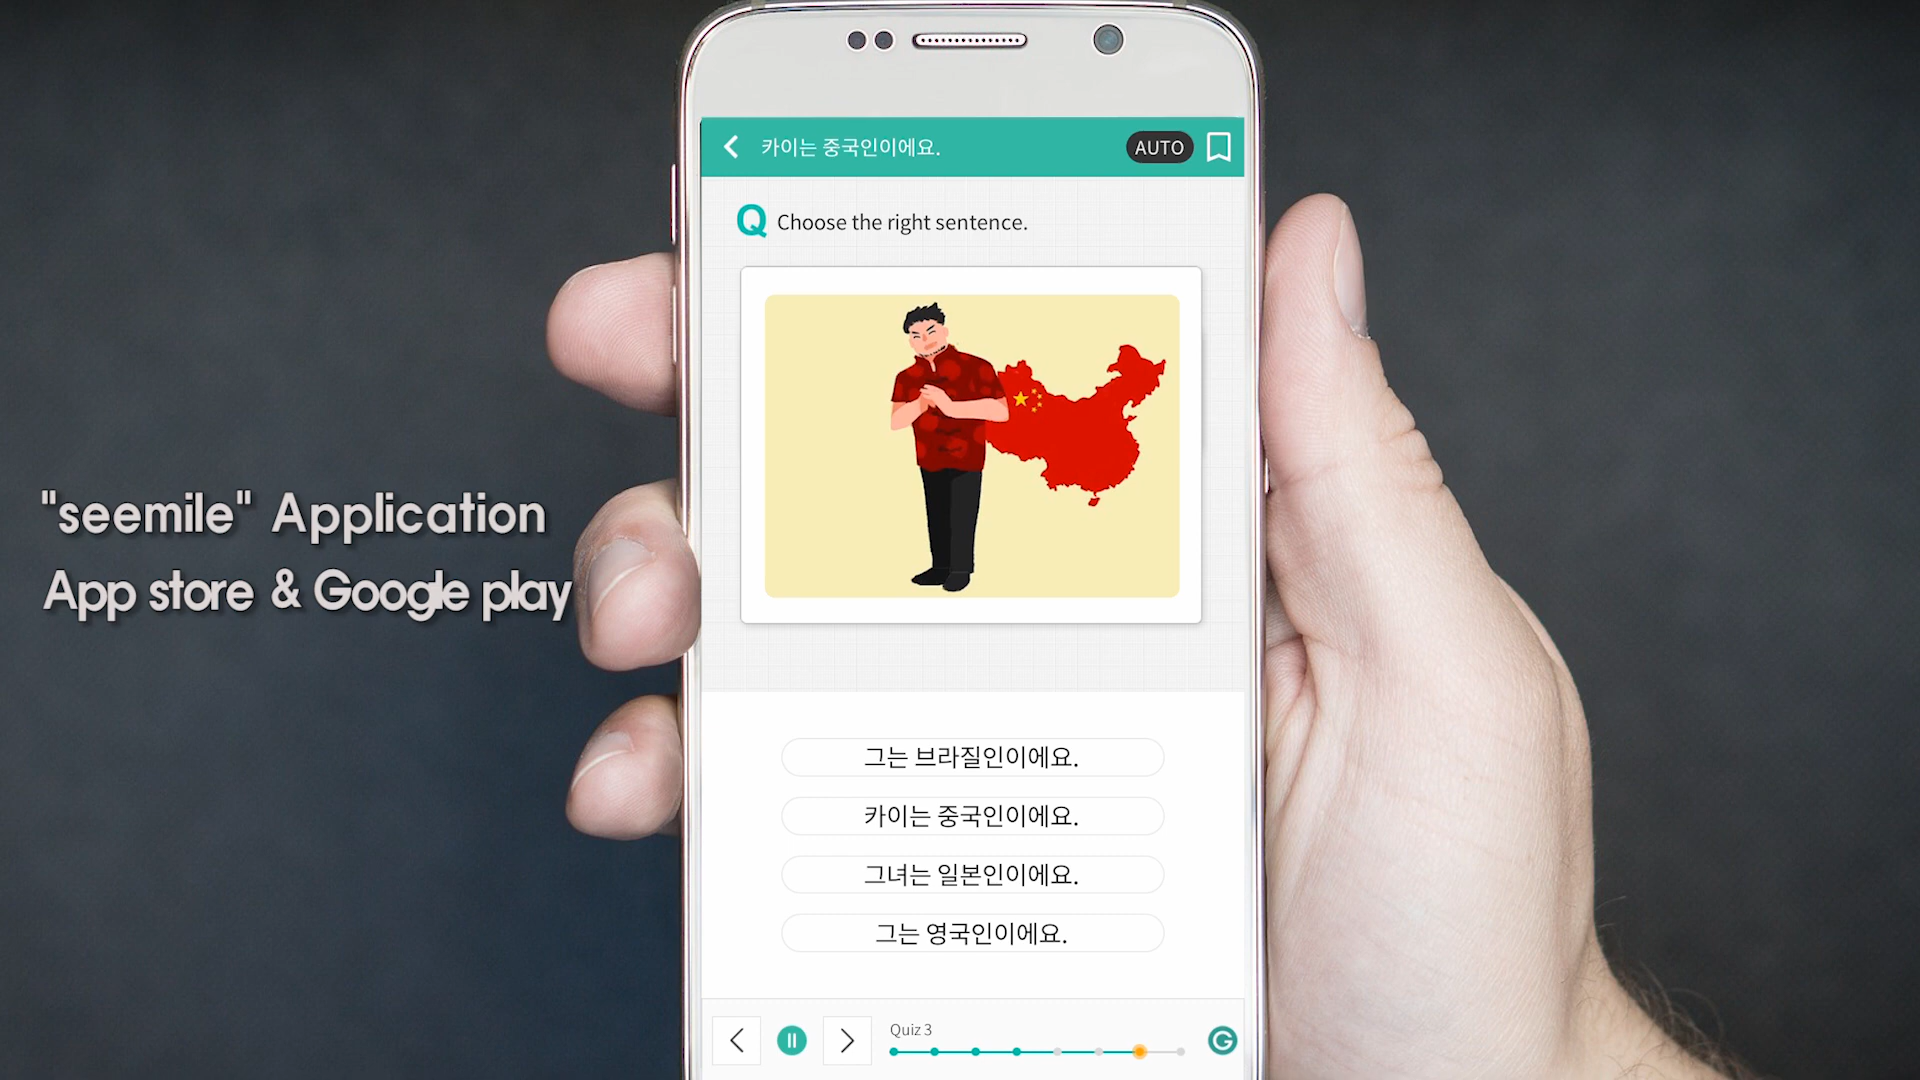 카이는 중국인이에요.
AUTO
Q Choose the right sentence.
"seemile" Application
App store & Google play
그는 브라질인이에요.
카이는 중국인이에요.
그녀는 일본인이에요.
그는 영국인이에요.
Quiz 3
G